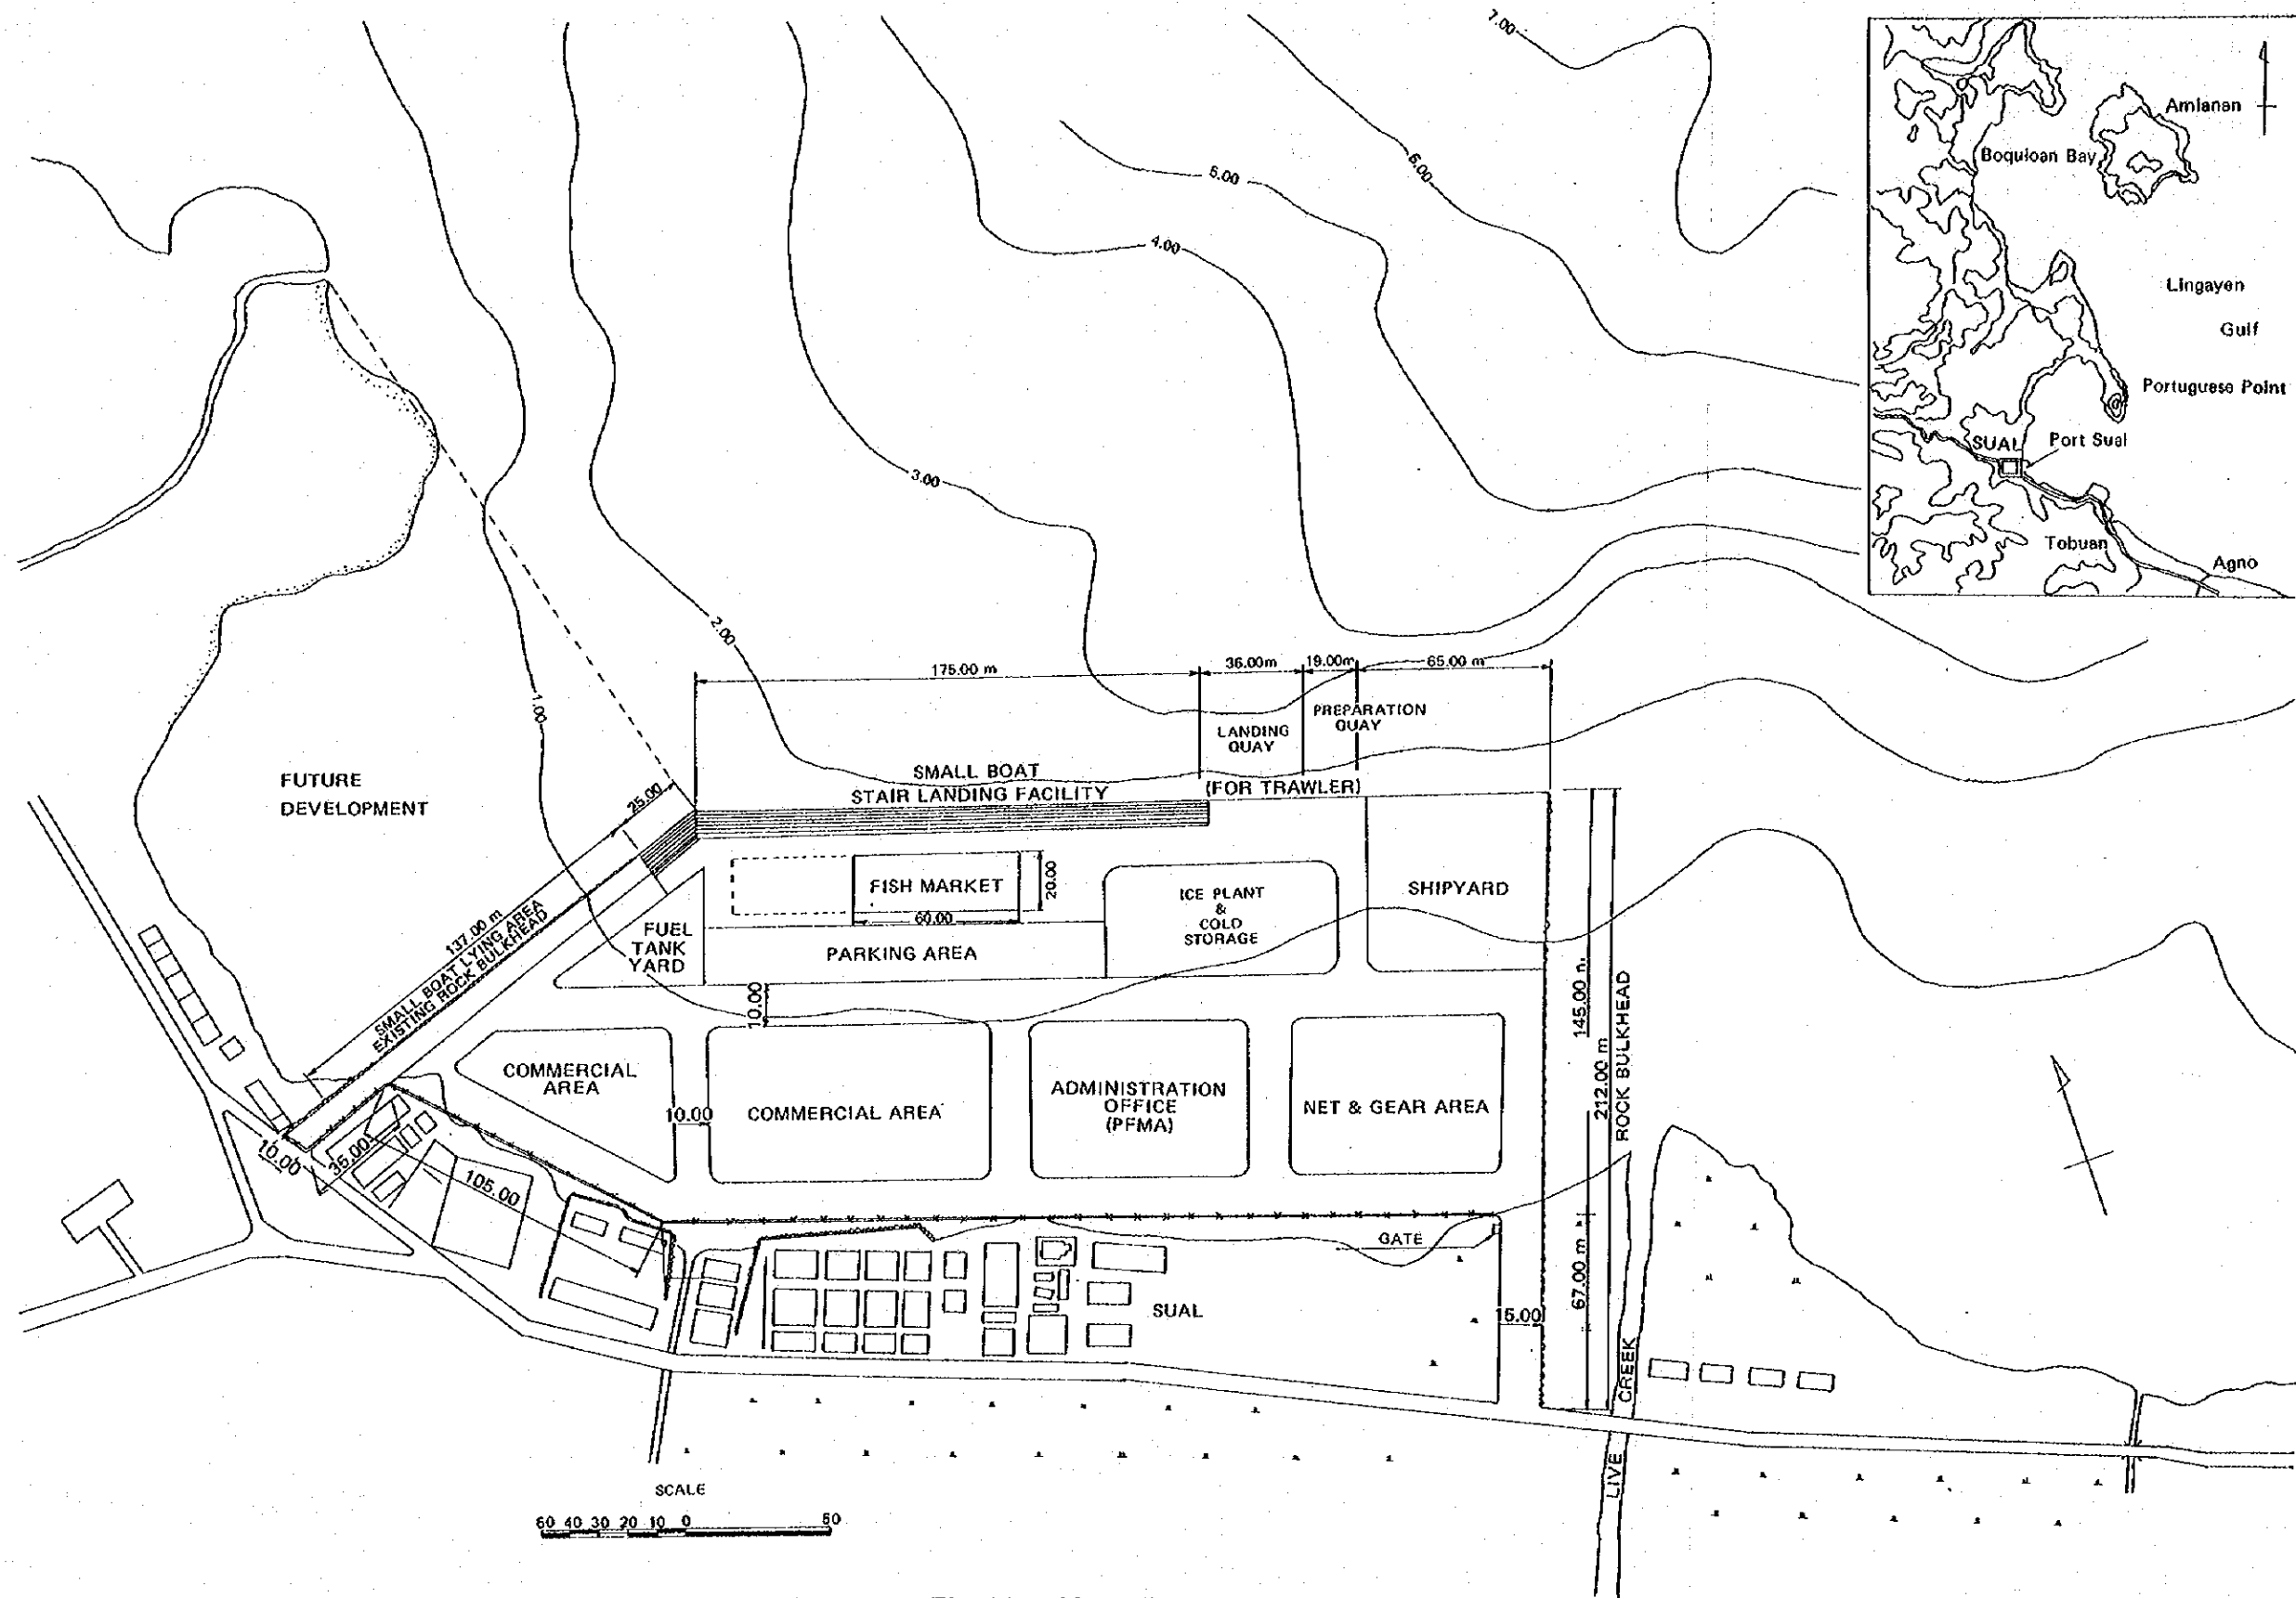 7.00
6.00
5.00
4.00
3.00
2.00
1.00
Amlanan
Boquioan Bay
Lingayen
Gulf
Portuguese Point
SUAL
Port Sual
Tobuan
Agno
175.00 m
36.00m
19.00m
65.00 m
LANDING
QUAY
PREPARATION
QUAY
FUTURE
DEVELOPMENT
SMALL BOAT
STAIR LANDING FACILITY
(FOR TRAWLER)
25.00
137.00 m
SMALL BOAT LYING AREA
EXISTING ROCK BULKHEAD
FISH MARKET
20.00
60.00
ICE PLANT
&
COLD
STORAGE
SHIPYARD
FUEL
TANK
YARD
PARKING AREA
10.00
145.00 m
212.00 m
ROCK BULKHEAD
COMMERCIAL
AREA
10.00
COMMERCIAL AREA
ADMINISTRATION
OFFICE
(PFMA)
NET & GEAR AREA
10.00
35.00
105.00
GATE
67.00 m
15.00
SUAL
LIVE CREEK
SCALE
50 40 30 20 10 0 50